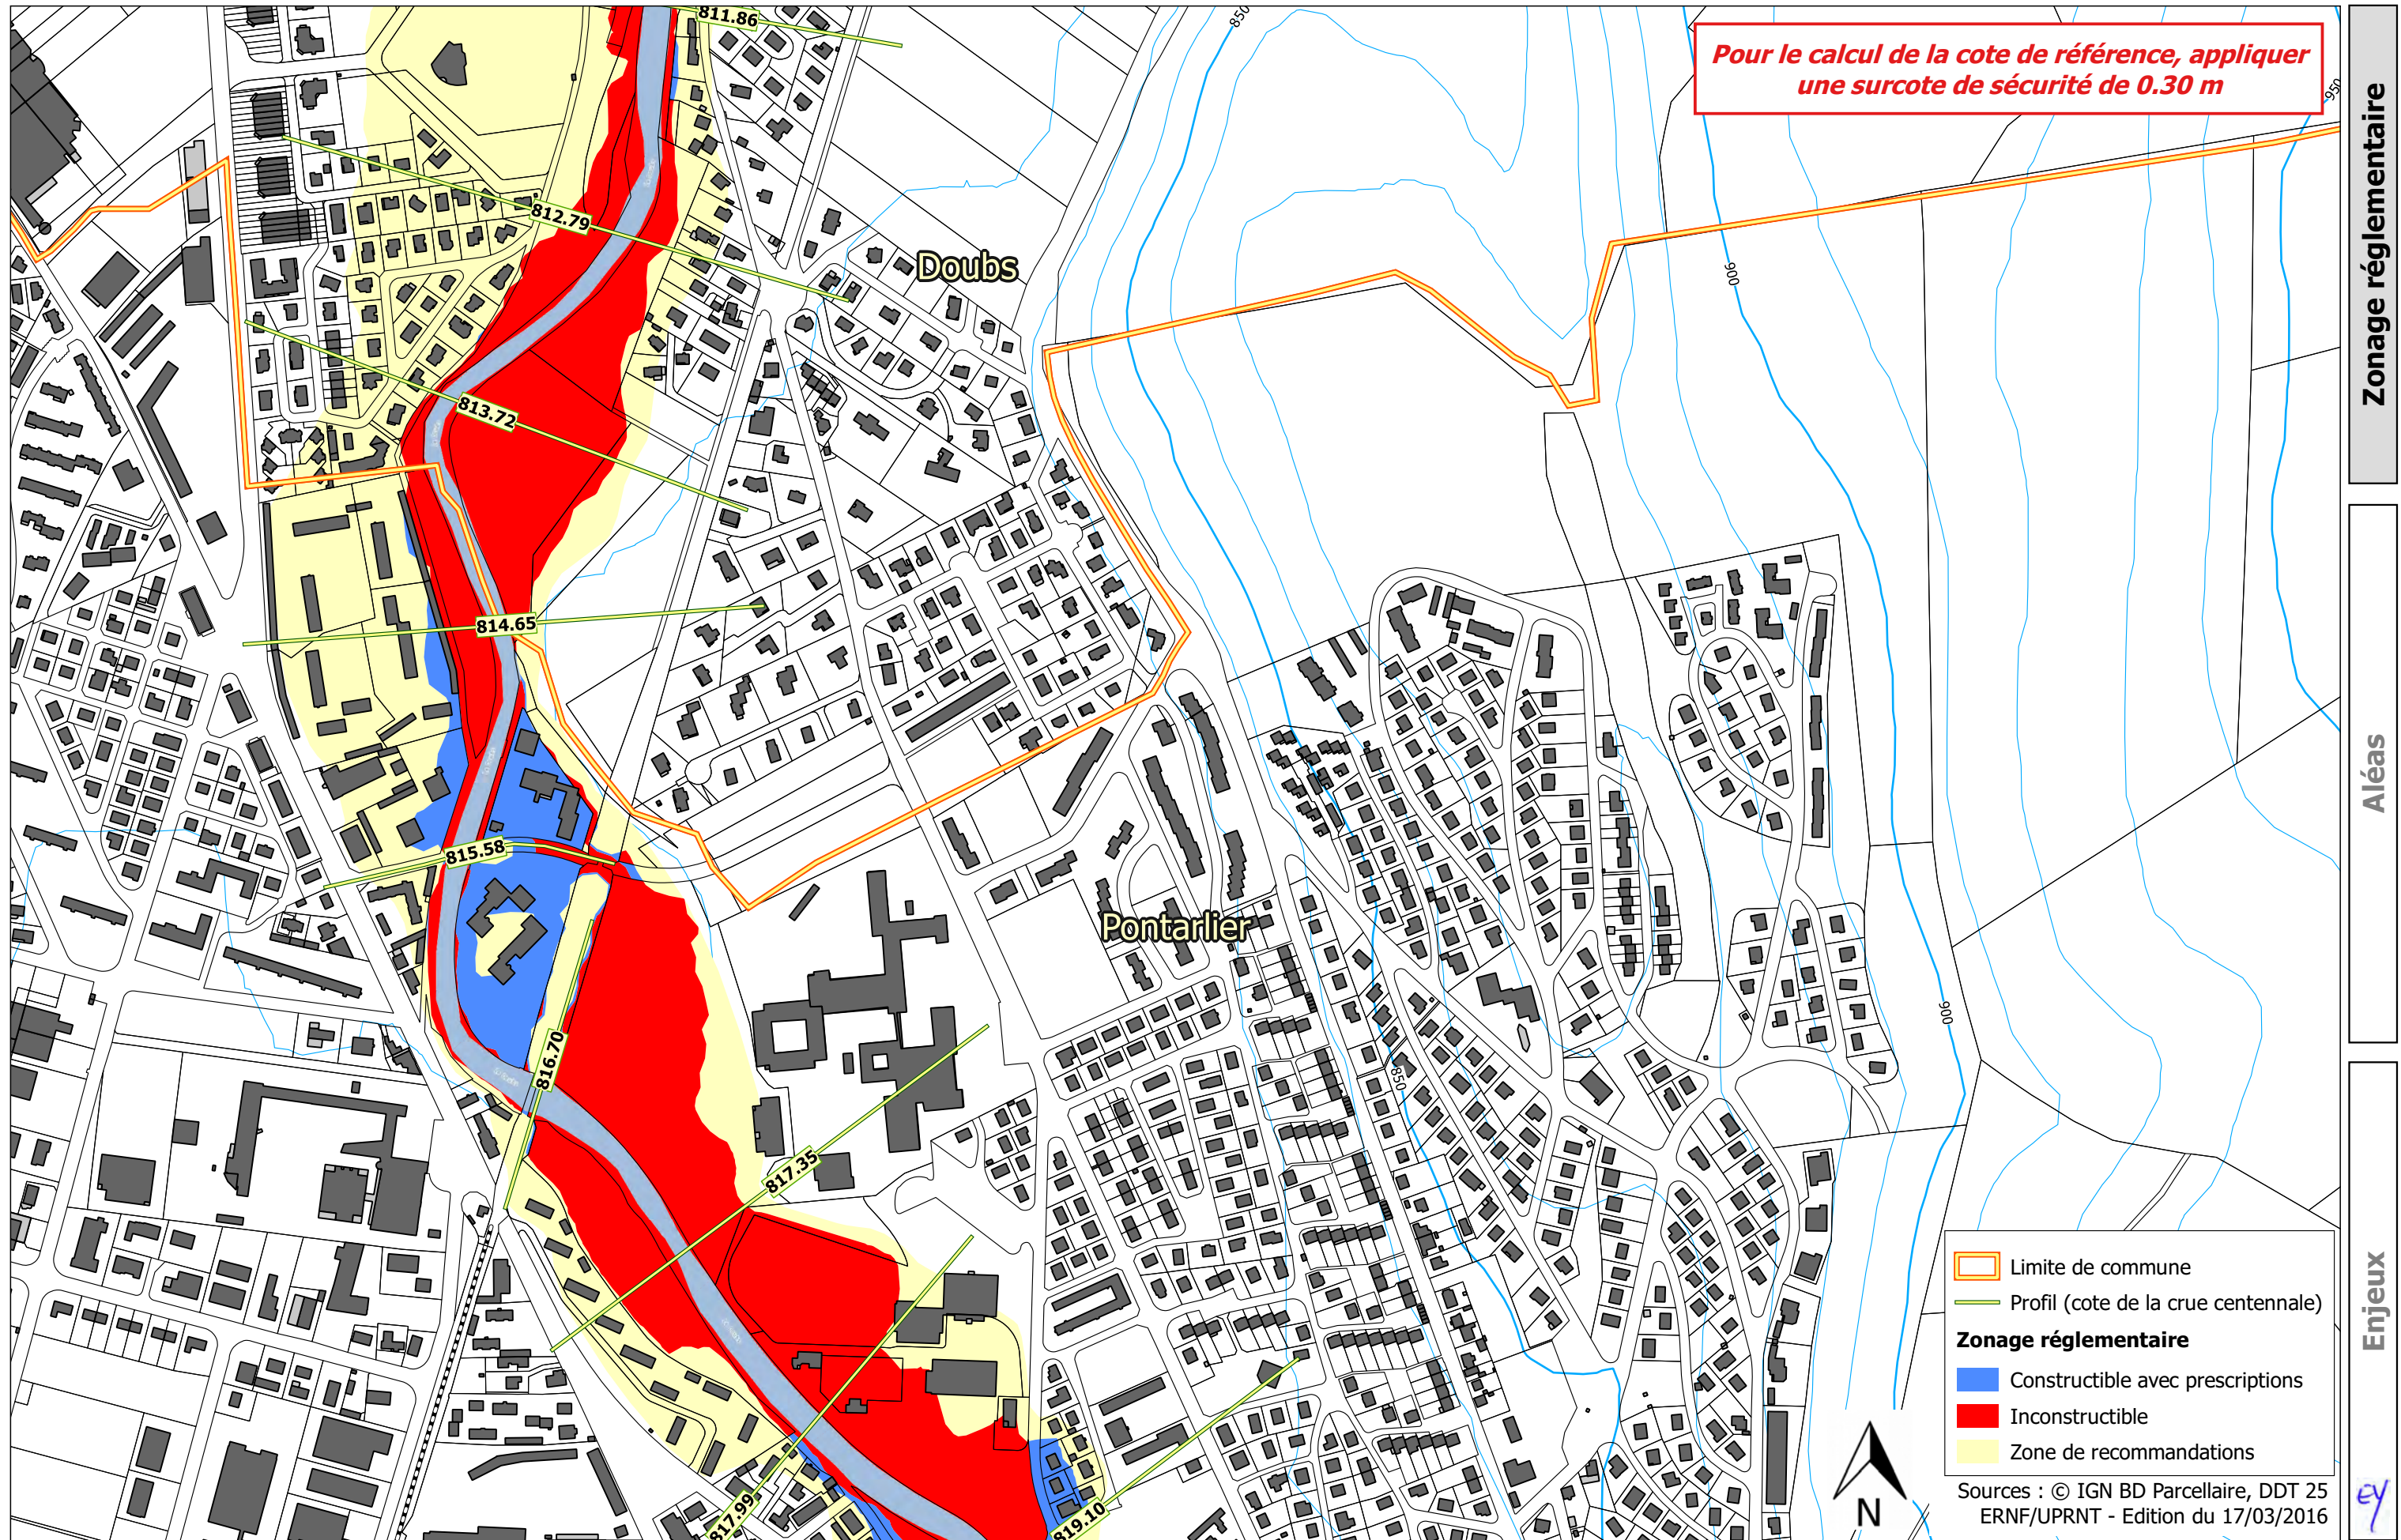 811.86
850
Pour le calcul de la cote de référence, appliquer
une surcote de sécurité de 0.30 m
950
Zonage réglementaire
812.79
Doubs
900
813.72
814.65
Aléas
815.58
Pontarlier
816.70
900
850
817.35
Enjeux
Limite de commune
Profil (cote de la crue centennale)
Zonage réglementaire
Constructible avec prescriptions
Inconstructible
Zone de recommandations
817.99
819.10
N
Sources : © IGN BD Parcellaire, DDT 25
ERNF/UPRNT - Edition du 17/03/2016
EY